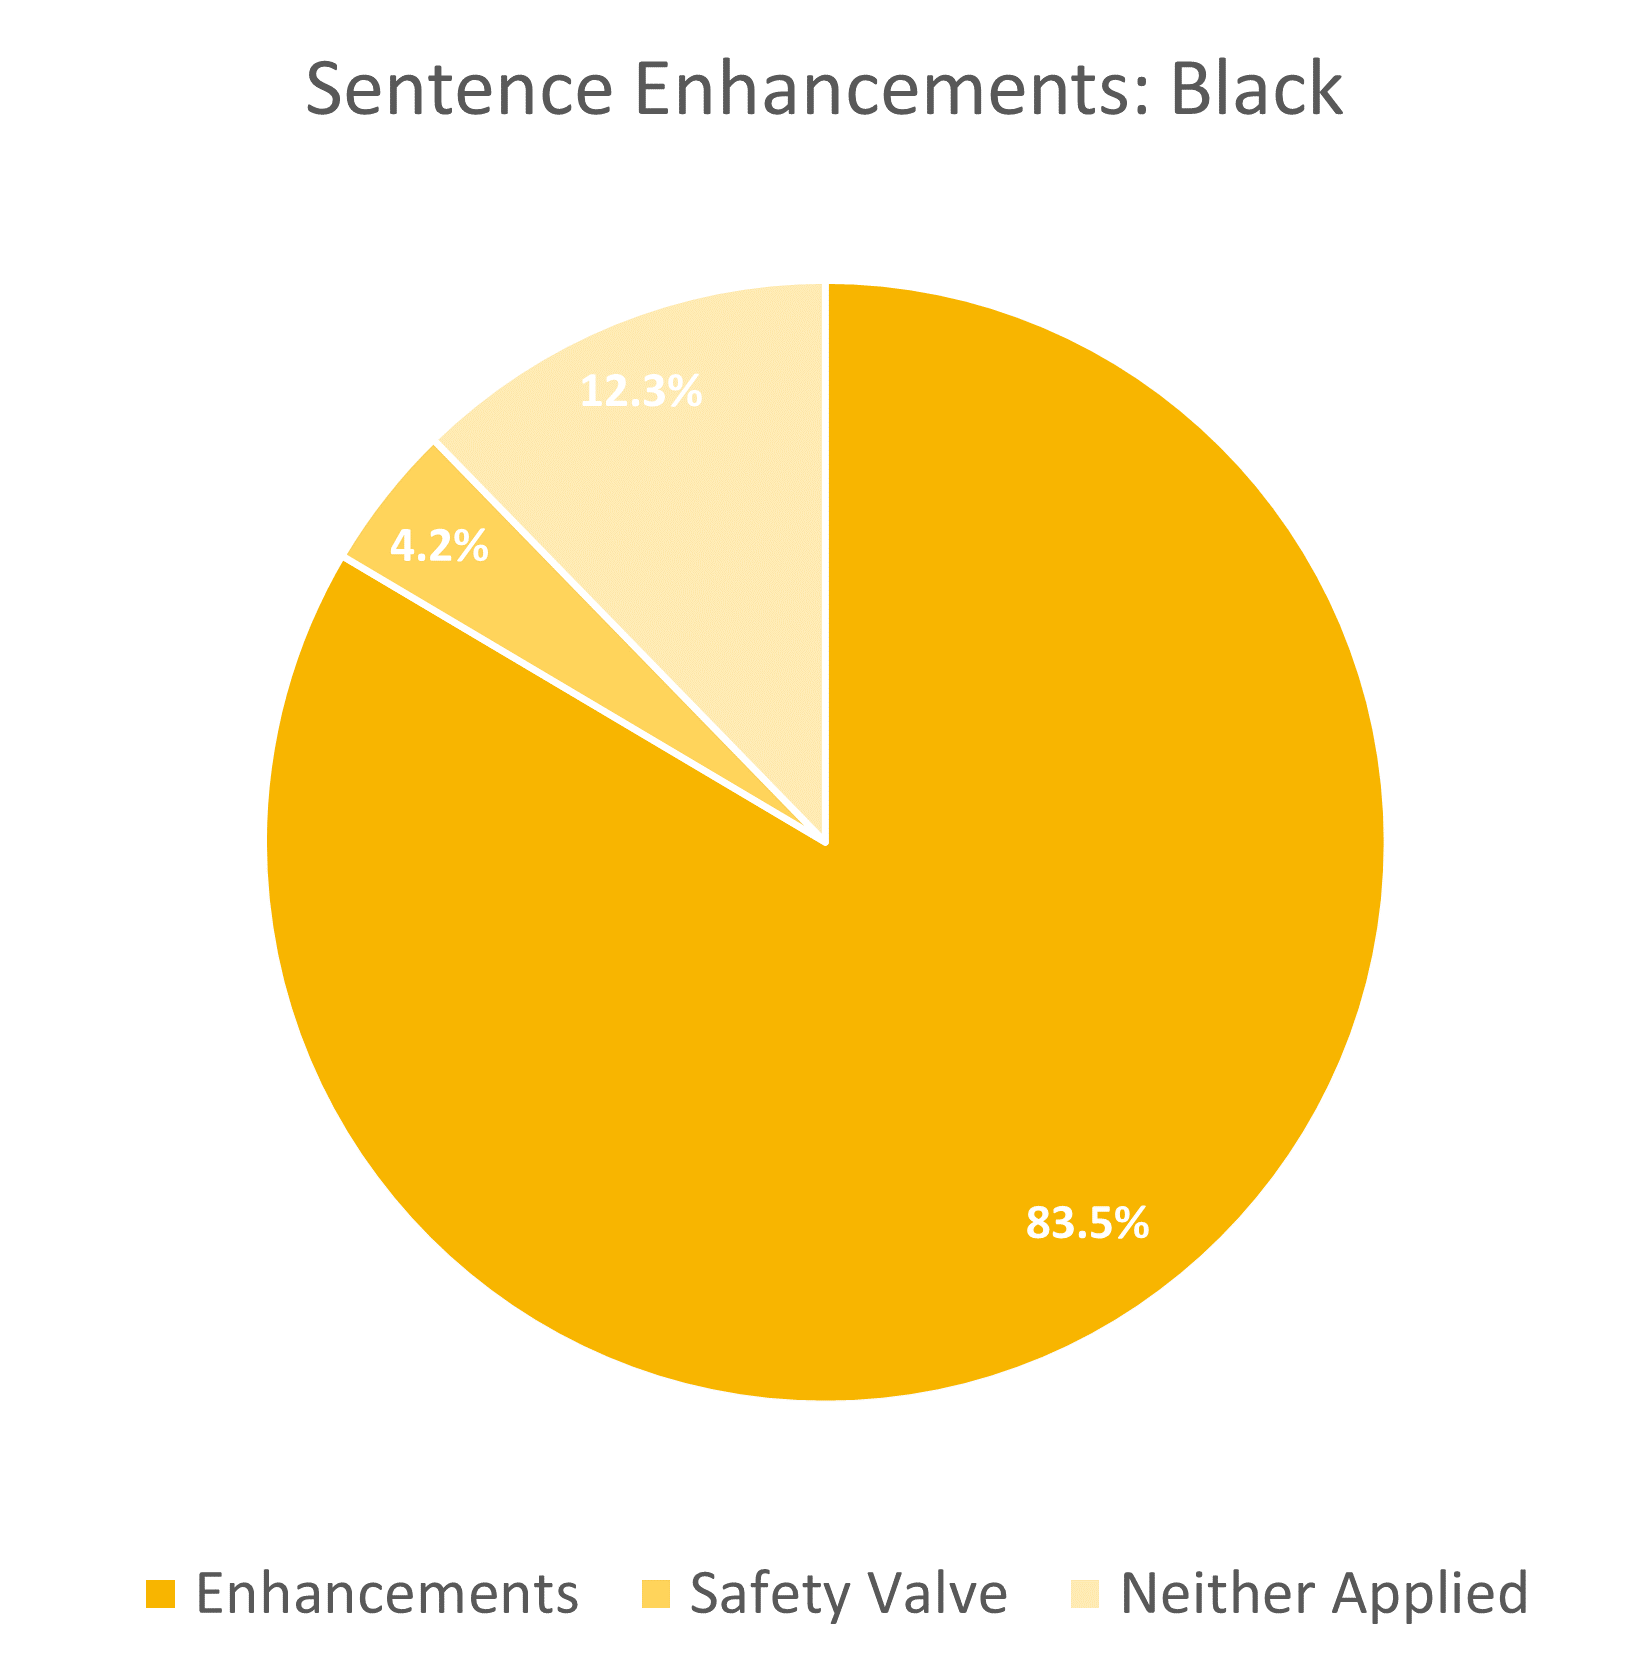 Sentence Enhancements: Black
12.3%
4.2%
83.5%
Enhancements Safety Valve Neither Applied